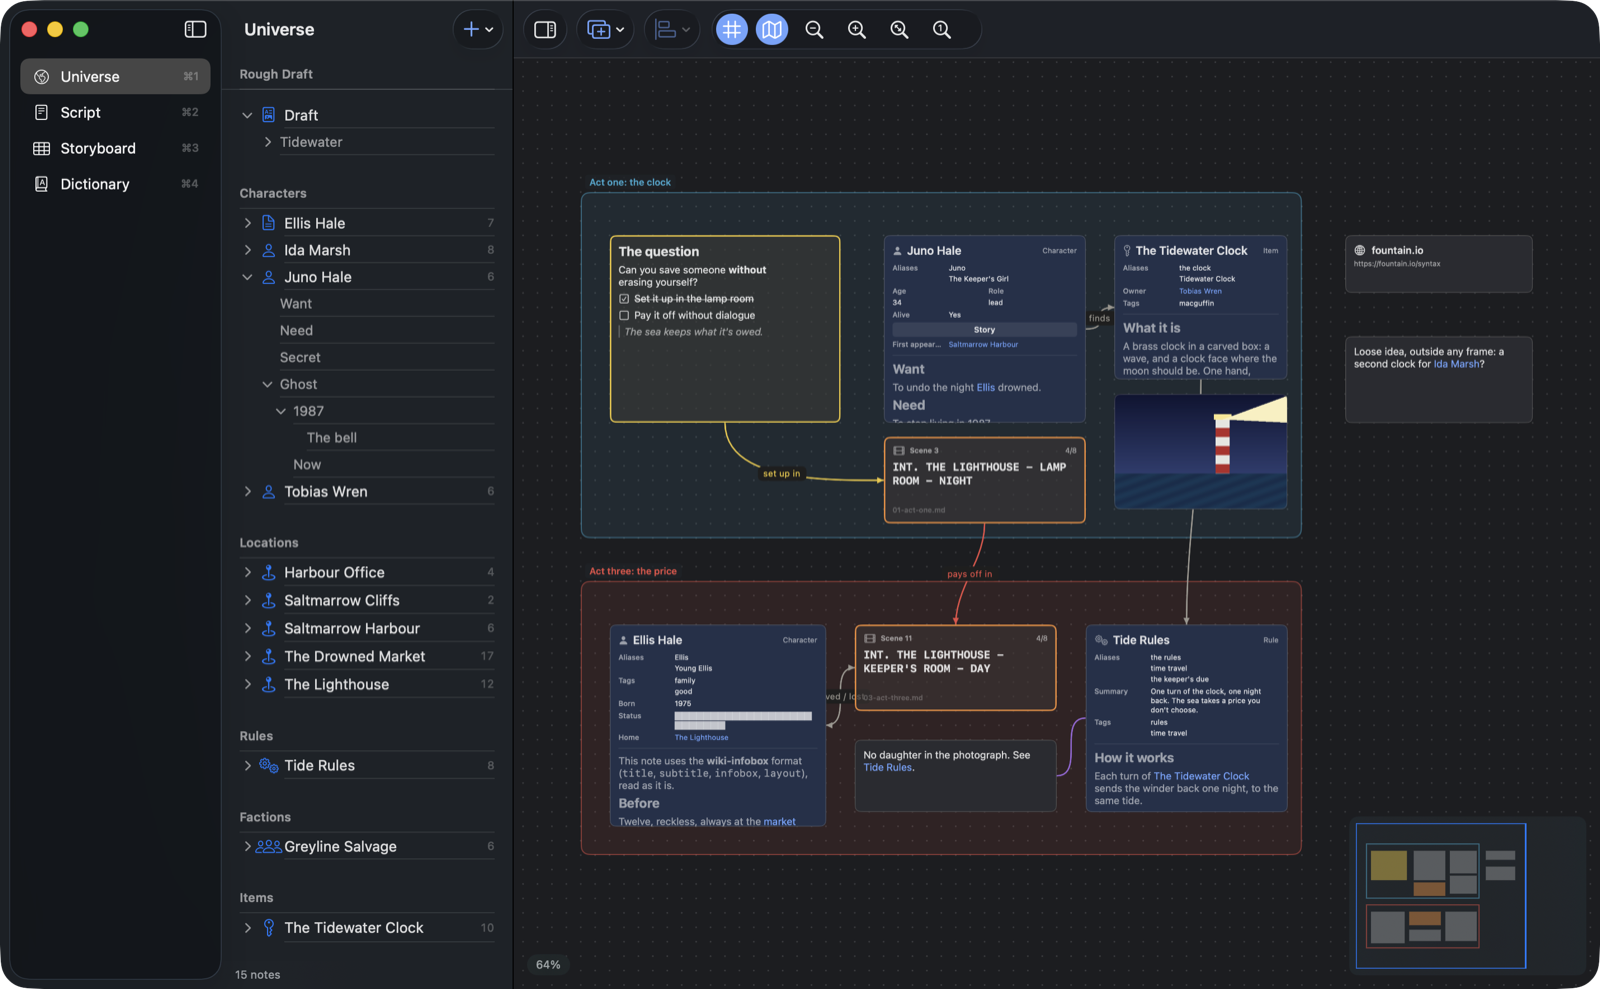 Universe
⌘1
Script
⌘2
Storyboard
⌘3
Dictionary
⌘4
Universe
Rough Draft
Draft
Tidewater
Characters
Ellis Hale
7
Ida Marsh
8
Juno Hale
6
Want
Need
Secret
Ghost
1987
The bell
Now
Tobias Wren
6
Locations
Harbour Office
4
Saltmarrow Cliffs
2
Saltmarrow Harbour
6
The Drowned Market
17
The Lighthouse
12
Rules
Tide Rules
8
Factions
Greyline Salvage
6
Items
The Tidewater Clock
10
15 notes
Act one: the clock
The question
Can you save someone without
erasing yourself?
Set it up in the lamp room
Pay it off without dialogue
The sea keeps what it's owed.
set up in
Juno Hale
Character
Aliases
Juno
The Keeper's Girl
Age
Role
34
lead
Alive
Yes
Story
First appear...
Saltmarrow Harbour
Want
To undo the night Ellis drowned.
Need
To stop living in 1987
finds
The Tidewater Clock
Item
Aliases
the clock
Tidewater Clock
Owner
Tobias Wren
Tags
macguffin
What it is
A brass clock in a carved box: a
wave, and a clock face where the
moon should be. One hand,
Scene 3
4/8
INT. THE LIGHTHOUSE – LAMP
ROOM – NIGHT
01-act-one.md
pays off in
fountain.io
https://fountain.io/syntax
Loose idea, outside any frame: a
second clock for Ida Marsh?
Act three: the price
Ellis Hale
Character
Aliases
Ellis
Young Ellis
Tags
family
good
Born
1975
Status
Home
The Lighthouse
This note uses the wiki-infobox format
(title, subtitle, infobox, layout),
read as it is.
Before
Twelve, reckless, always at the market
ved / lost
Scene 11
4/8
INT. THE LIGHTHOUSE –
KEEPER'S ROOM – DAY
03-act-three.md
No daughter in the photograph. See
Tide Rules.
Tide Rules
Rule
Aliases
the rules
time travel
the keeper's due
Summary
One turn of the clock, one night
back. The sea takes a price you
don't choose.
Tags
rules
time travel
How it works
Each turn of The Tidewater Clock
sends the winder back one night, to the
same tide.
64%